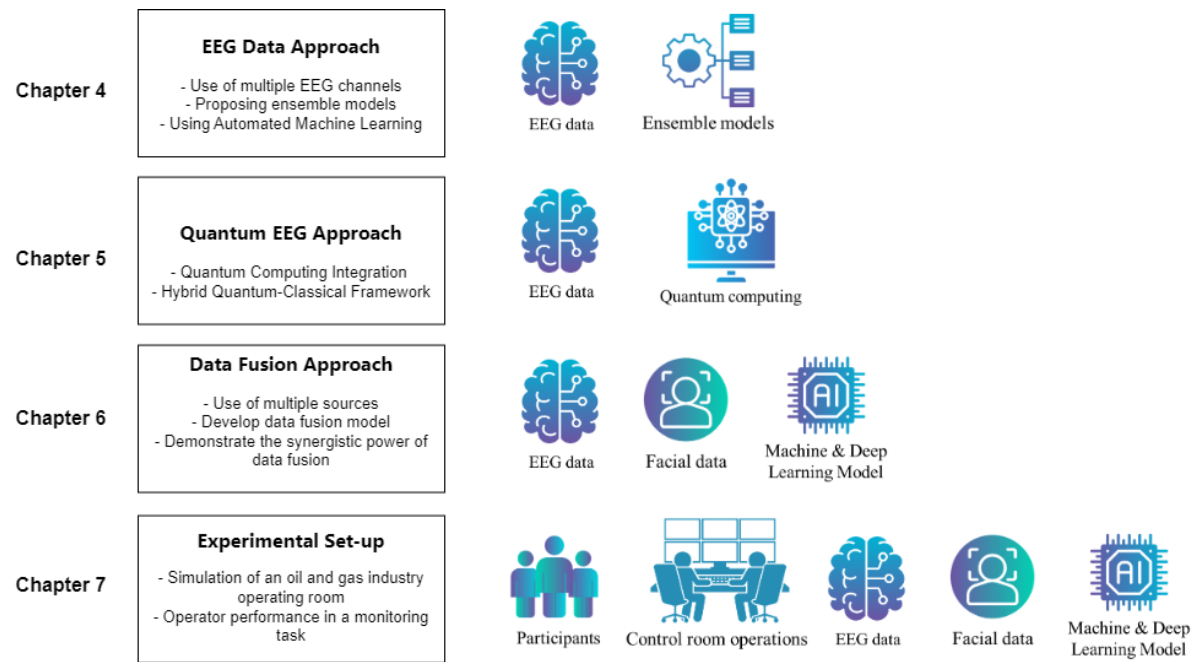 EEG Data Approach
Chapter 4
- Use of multiple EEG channels
- Proposing ensemble models
- Using Automated Machine Learning
EEG data
Ensemble models
Quantum EEG Approach
Chapter 5
- Quantum Computing Integration
- Hybrid Quantum-Classical Framework
EEG data
Quantum computing
Data Fusion Approach
Chapter 6
- Use of multiple sources
- Develop data fusion model
- Demonstrate the synergistic power of
data fusion
EEG data
Facial data
AI
Machine & Deep
Learning Model
Experimental Set-up
Chapter 7
- Simulation of an oil and gas industry
operating room
- Operator performance in a monitoring
task
Participants
Control room operations
EEG data
Facial data
AI
Machine & Deep
Learning Model